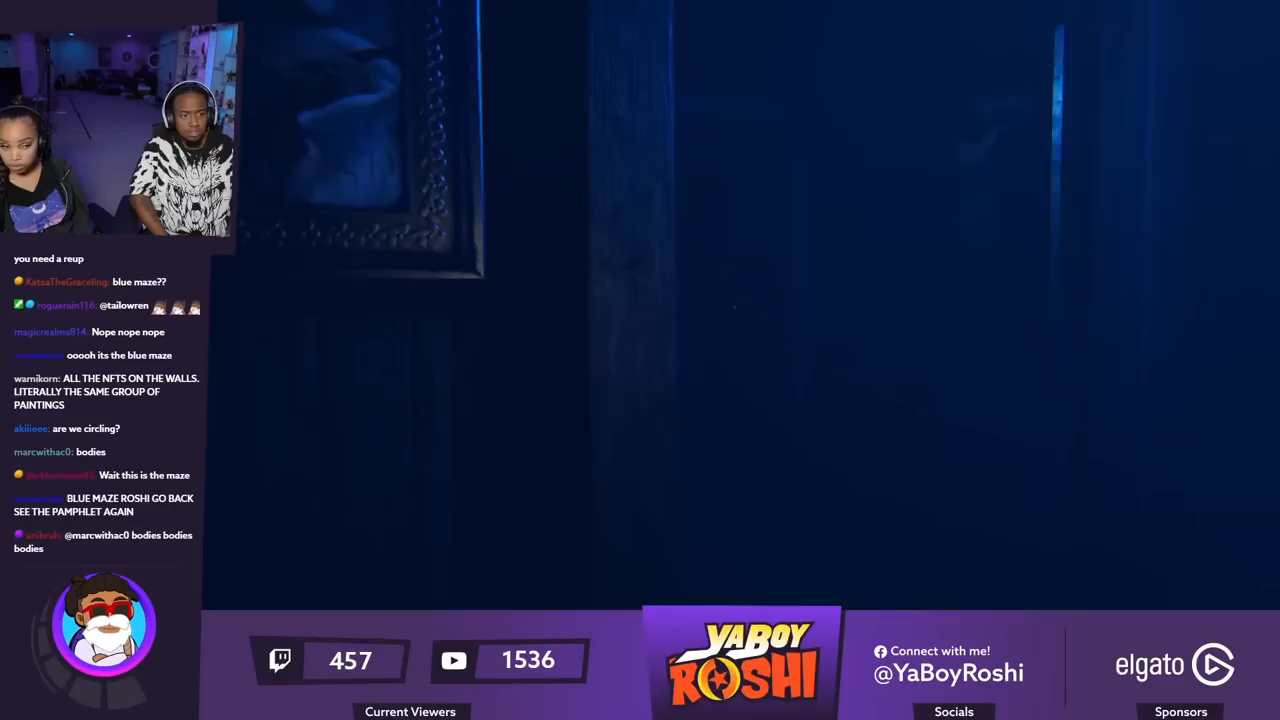 you need a reup
KatsaTheGraceling: blue maze??
roguerain116: @tailowren
magicrealms814: Nope nope nope
ooooh its the blue maze
warnikorn: ALL THE NFTS ON THE WALLS.
LITERALLY THE SAME GROUP OF
PAINTINGS
akiiieee: are we circling?
marcwithac0: bodies
Wait this is the maze
BLUE MAZE ROSHI GO BACK
SEE THE PAMPHLET AGAIN
anibruh: @marcwithac0 bodies bodies
bodies
457
1536
Current Viewers
YABOY
ROSHI
Connect with me!
@YaBoyRoshi
Socials
elgato
Sponsors